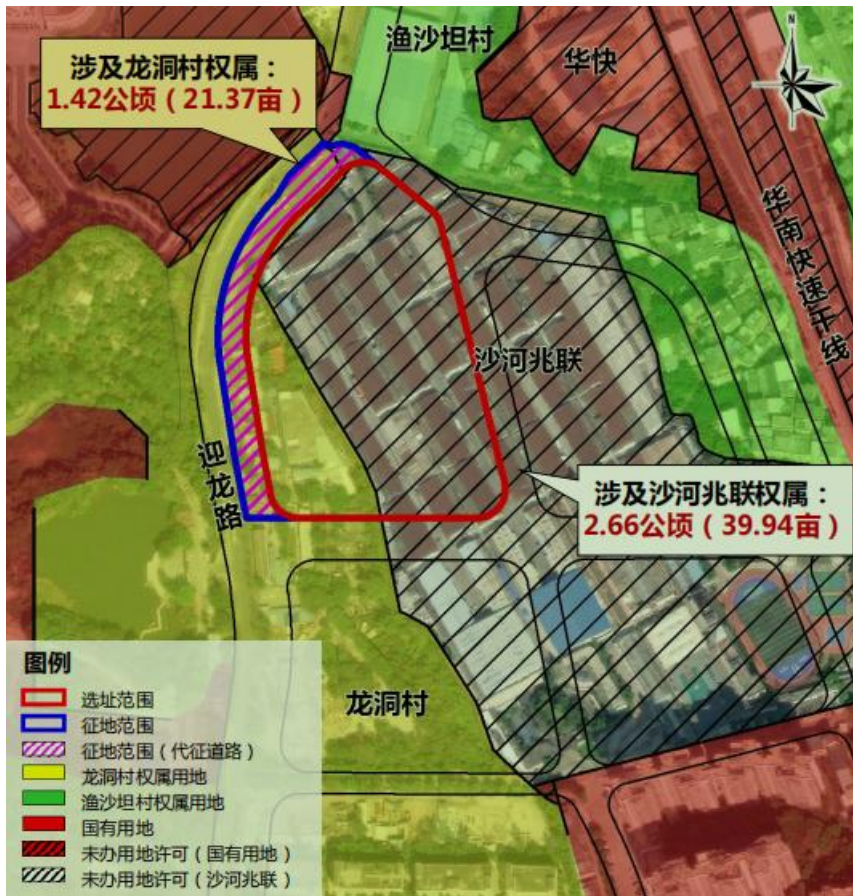 渔沙坦村
华快
N
涉及龙洞村权属：
1.42公顷（21.37亩）
华南快速干线
沙河兆联
迎龙路
涉及沙河兆联权属：
2.66公顷（39.94亩）
龙洞村
图例
选址范围
征地范围
征地范围（代征道路）
龙洞村权属用地
渔沙坦村权属用地
国有用地
未办用地许可（国有用地）
未办用地许可（沙河兆联）